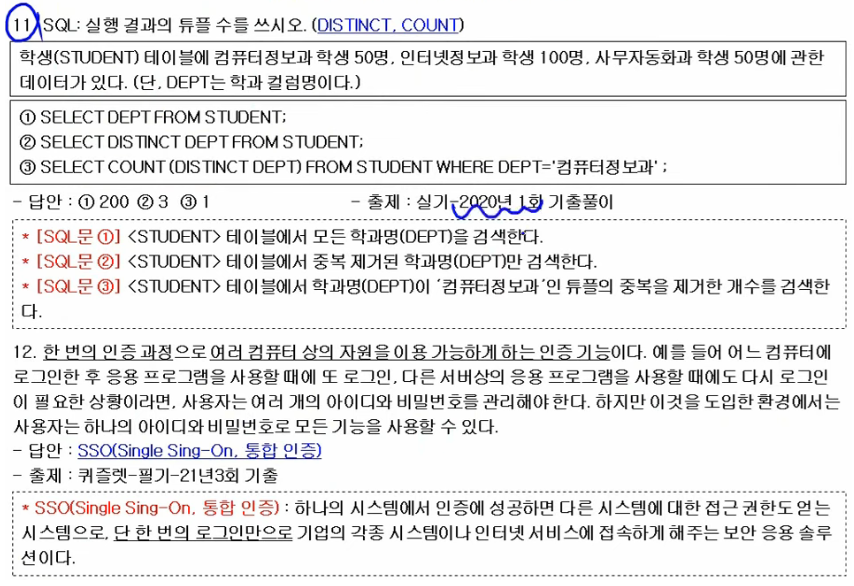 11. SQL: 실행 결과의 튜플 수를 쓰시오. (DISTINCT, COUNT)
학생(STUDENT) 테이블에 컴퓨터정보과 학생 50명, 인터넷정보과 학생 100명, 사무자동화과 학생 50명에 관한
데이터가 있다. (단, DEPT는 학과 컬럼명이다.)
① SELECT DEPT FROM STUDENT;
② SELECT DISTINCT DEPT FROM STUDENT;
③ SELECT COUNT(DISTINCT DEPT) FROM STUDENT WHERE DEPT='컴퓨터정보과' ;
- 답안 : ① 200 ② 3 ③ 1 - 출제 : 실기-2020년 1회 기출풀이
* [SQL문 ①] <STUDENT> 테이블에서 모든 학과명(DEPT)을 검색한다.
* [SQL문 ②] <STUDENT> 테이블에서 중복 제거된 학과명(DEPT)만 검색한다.
* [SQL문 ③] <STUDENT> 테이블에서 학과명(DEPT)이 ´컴퓨터정보과´인 튜플의 중복을 제거한 개수를 검색한
다.
12. 한 번의 인증 과정으로 여러 컴퓨터 상의 자원을 이용 가능하게 하는 인증 기능이다. 예를 들어 어느 컴퓨터에
로그인한 후 응용 프로그램을 사용할 때에 또 로그인, 다른 서버상의 응용 프로그램을 사용할 때에도 다시 로그인
이 필요한 상황이라면, 사용자는 여러 개의 아이디와 비밀번호를 관리해야 한다. 하지만 이것을 도입한 환경에서는
사용자는 하나의 아이디와 비밀번호로 모든 기능을 사용할 수 있다.
- 답안 : SSO(Single Sing-On, 통합 인증)
- 출제 : 퀴즐렛-필기-21년3회 기출
* SSO(Single Sing-On, 통합 인증) : 하나의 시스템에서 인증에 성공하면 다른 시스템에 대한 접근 권한도 얻는
시스템으로, 단 한 번의 로그인만으로 기업의 각종 시스템이나 인터넷 서비스에 접속하게 해주는 보안 응용 솔루
션이다.